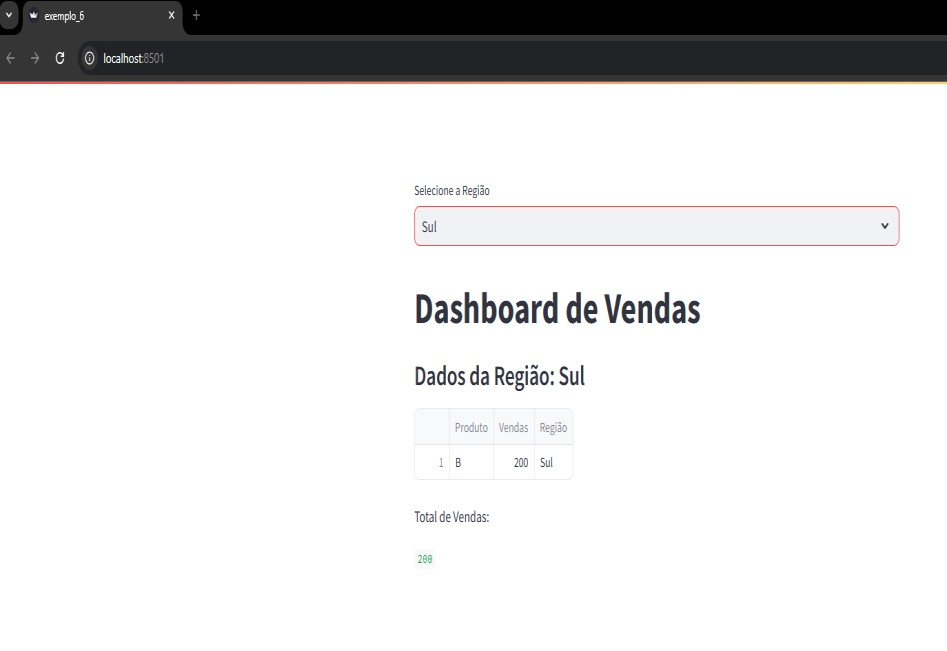 exemplo_6
localhost:8501
Selecione a Região
Sul
Dashboard de Vendas
Dados da Região: Sul
Produto Vendas Região
1 B 200 Sul
Total de Vendas:
200